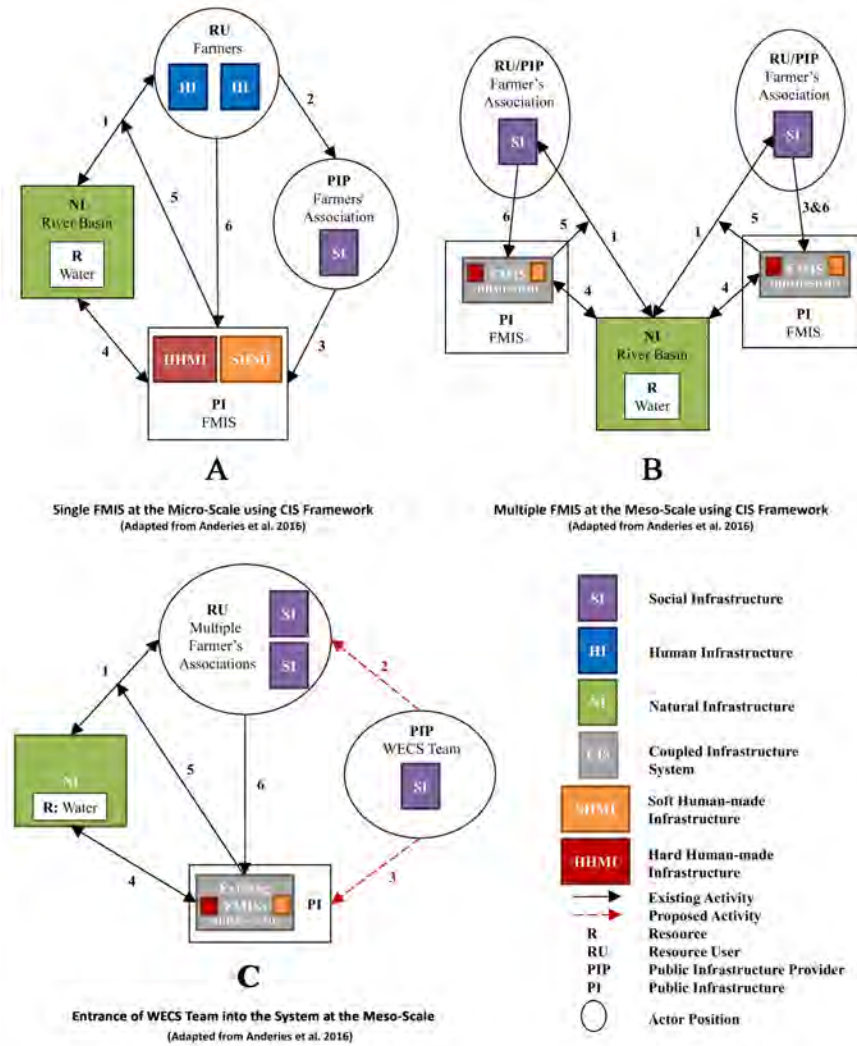 RU
Farmers
HI HI
1
2
NI
River Basin
R
Water
5
6
PIP
Farmers'
Association
SI
4
3
HHMI SHMI
PI
FMIS
A
Single FMIS at the Micro-Scale using CIS Framework
(Adapted from Anderies et al. 2016)
RU/PIP
Farmer's
Association
SI
RU/PIP
Farmer's
Association
SI
6
5
1
1
5
3&6
FMIS
PI
FMIS
4
4
FMIS
PI
FMIS
NI
River Basin
R
Water
B
Multiple FMIS at the Meso-Scale using CIS Framework
(Adapted from Anderies et al. 2016)
RU
Multiple
Farmer's
Associations
SI
SI
1
2
NI
R: Water
5
6
PIP
WECS Team
SI
4
3
Existing
FMISs
PI
C
Entrance of WECS Team into the System at the Meso-Scale
(Adapted from Anderies et al. 2016)
SI Social Infrastructure
HI Human Infrastructure
NI Natural Infrastructure
CIS Coupled Infrastructure
System
SHMI Soft Human-made
Infrastructure
HHMI Hard Human-made
Infrastructure
Existing Activity
Proposed Activity
R Resource
RU Resource User
PIP Public Infrastructure Provider
PI Public Infrastructure
Actor Position